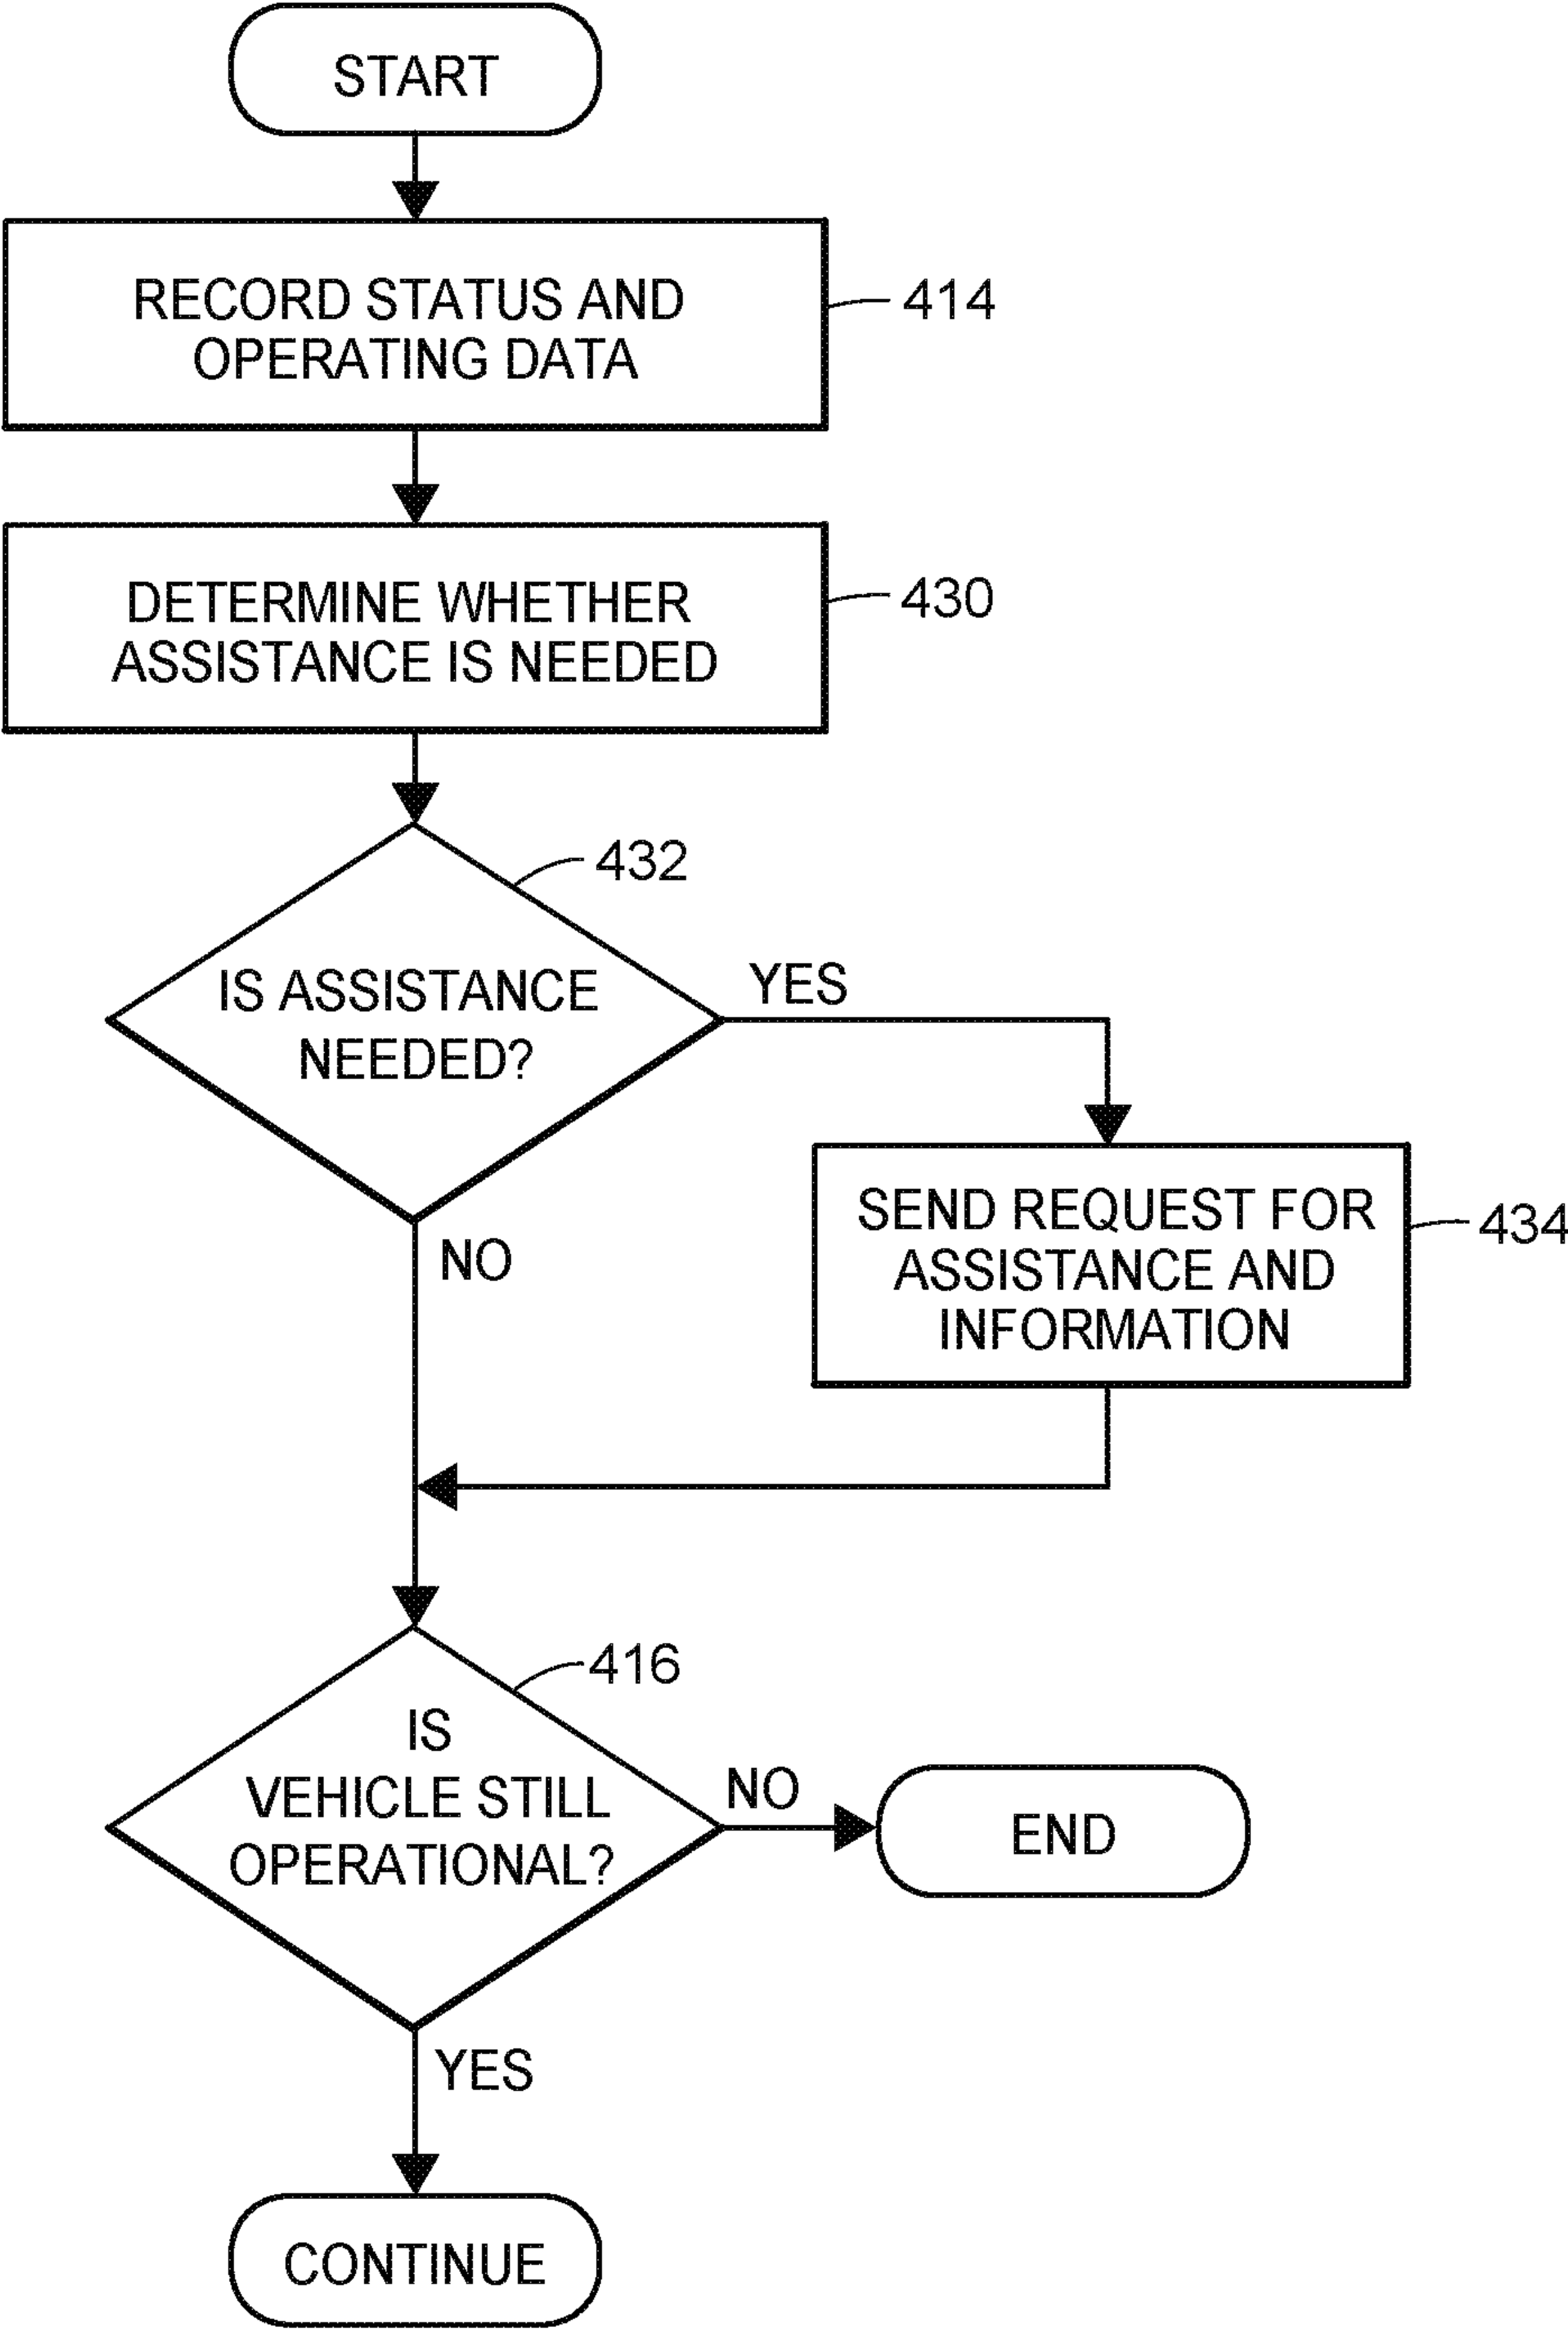 START
RECORD STATUS AND
OPERATING DATA
414
DETERMINE WHETHER
ASSISTANCE IS NEEDED
430
432
IS ASSISTANCE
NEEDED?
YES
NO
SEND REQUEST FOR
ASSISTANCE AND
INFORMATION
434
416
IS
VEHICLE STILL
OPERATIONAL?
NO
END
YES
CONTINUE